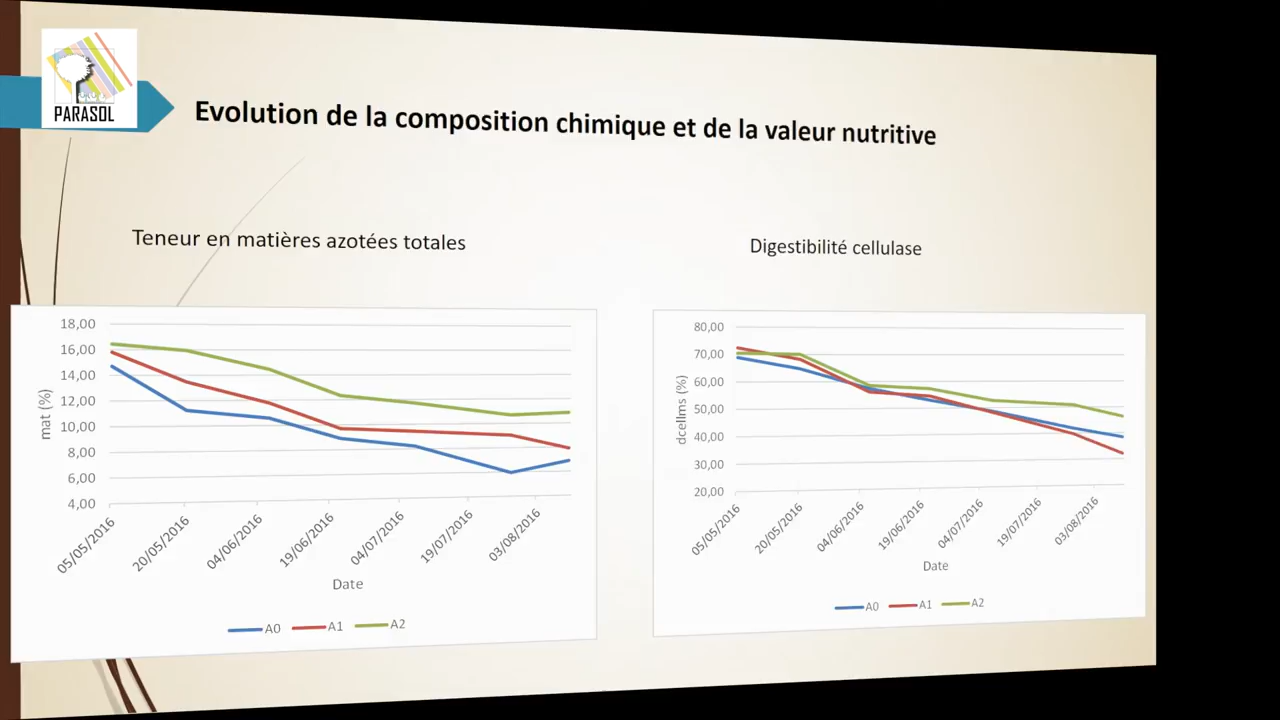 PARASOL
Evolution de la composition chimique et de la valeur nutritive
Teneur en matières azotées totales
Digestibilité cellulase
18,00
16,00
14,00
12,00
10,00
8,00
6,00
4,00
mat (%)
05/05/2016
20/05/2016
04/06/2016
19/06/2016
04/07/2016
19/07/2016
03/08/2016
Date
A0 A1 A2
80,00
70,00
60,00
50,00
40,00
30,00
20,00
dcellms (%)
05/05/2016
20/05/2016
04/06/2016
19/06/2016
04/07/2016
19/07/2016
03/08/2016
Date
A0 A1 A2